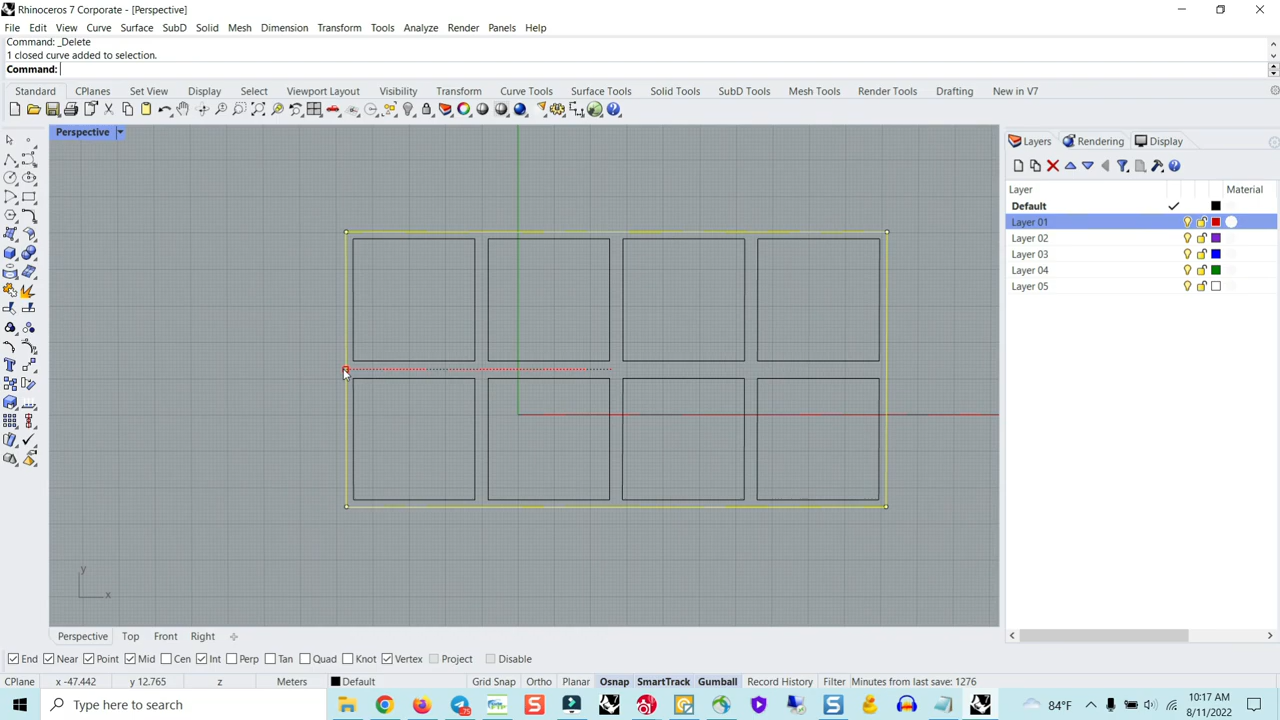 Rhinoceros 7 Corporate - [Perspective]
File Edit View Curve Surface SubD Solid Mesh Dimension Transform Tools Analyze Render Panels Help
Command: _Delete
1 closed curve added to selection.
Command:
Standard CPlanes Set View Display Select Viewport Layout Visibility Transform Curve Tools Surface Tools Solid Tools SubD Tools Mesh Tools Render Tools Drafting New in V7
Perspective
Layers Rendering Display
Layer Material
Default
Layer 01
Layer 02
Layer 03
Layer 04
Layer 05
y
x
Perspective Top Front Right
End Near Point Mid Cen Int Perp Tan Quad Knot Vertex Project Disable
CPlane x -47.442 y 12.765 z Meters Default Grid Snap Ortho Planar Osnap SmartTrack Gumball Record History Filter Minutes from last save: 1276
Type here to search
84°F
10:17 AM
8/11/2022